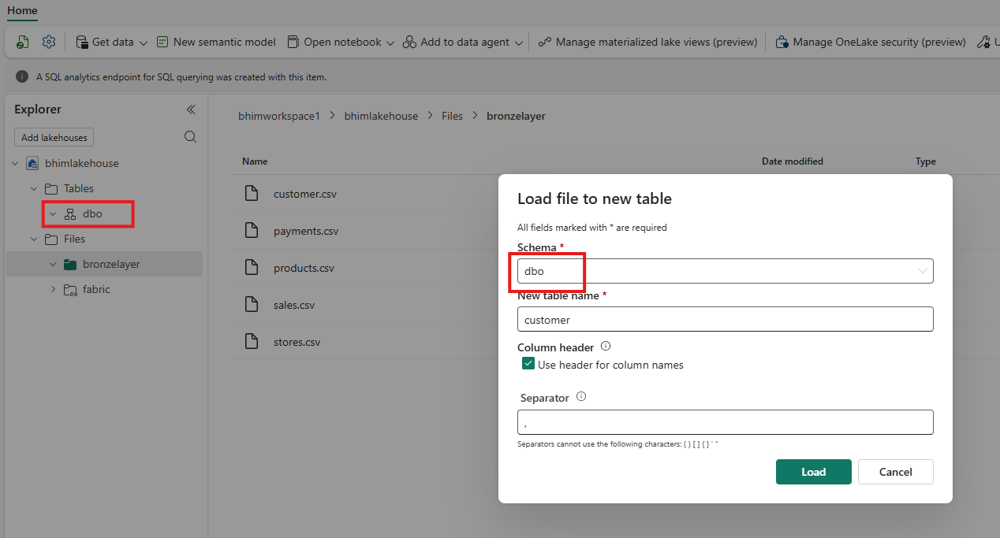 Home
Get data
New semantic model
Open notebook
Add to data agent
Manage materialized lake views (preview)
Manage OneLake security (preview)
U
A SQL analytics endpoint for SQL querying was created with this item.
Explorer
Add lakehouses
bhimlakehouse
Tables
dbo
Files
bronzelayer
fabric
bhimworkspace1 > bhimlakehouse > Files > bronzelayer
Name Date modified Type
customer.csv
payments.csv
products.csv
sales.csv
stores.csv
Load file to new table
All fields marked with * are required
Schema *
dbo
New table name *
customer
Column header
Use header for column names
Separator
,
Separators cannot use the following characters: ( ) [ ] { } ' "
Load Cancel